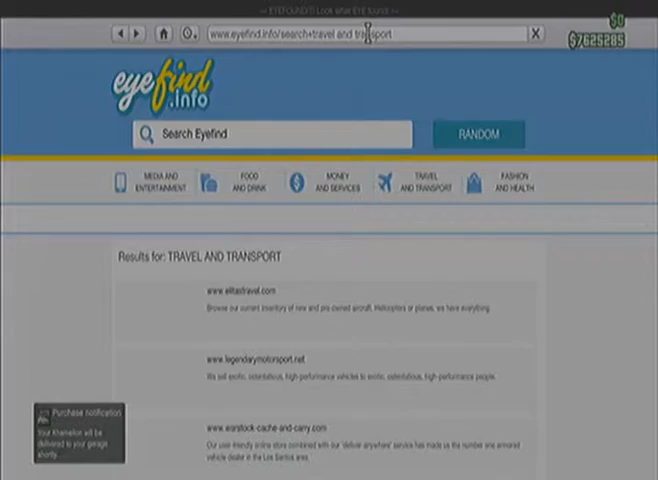 EYEFOUND!!! Look what EYE found
$0
www.eyefind.info/search=travel and transport
X
$7625285
eyefind
.info
Search Eyefind
RANDOM
MEDIA AND
ENTERTAINMENT
FOOD
AND DRINK
MONEY
AND SERVICES
TRAVEL
AND TRANSPORT
FASHION
AND HEALTH
Results for: TRAVEL AND TRANSPORT
www.elitastravel.com
Browse our current inventory of new and pre-owned aircraft. Helicopters or planes, we have everything.
www.legendarymotorsport.net
We sell exotic, ostentatious, high-performance vehicles to exotic, ostentatious, high-performance people.
www.warstock-cache-and-carry.com
Our user-friendly online store combined with our 'deliver anywhere' service has made us the number one armored
vehicle dealer in the Los Santos area.
Purchase notification
Your Khamelion will be
delivered to your garage
shortly.